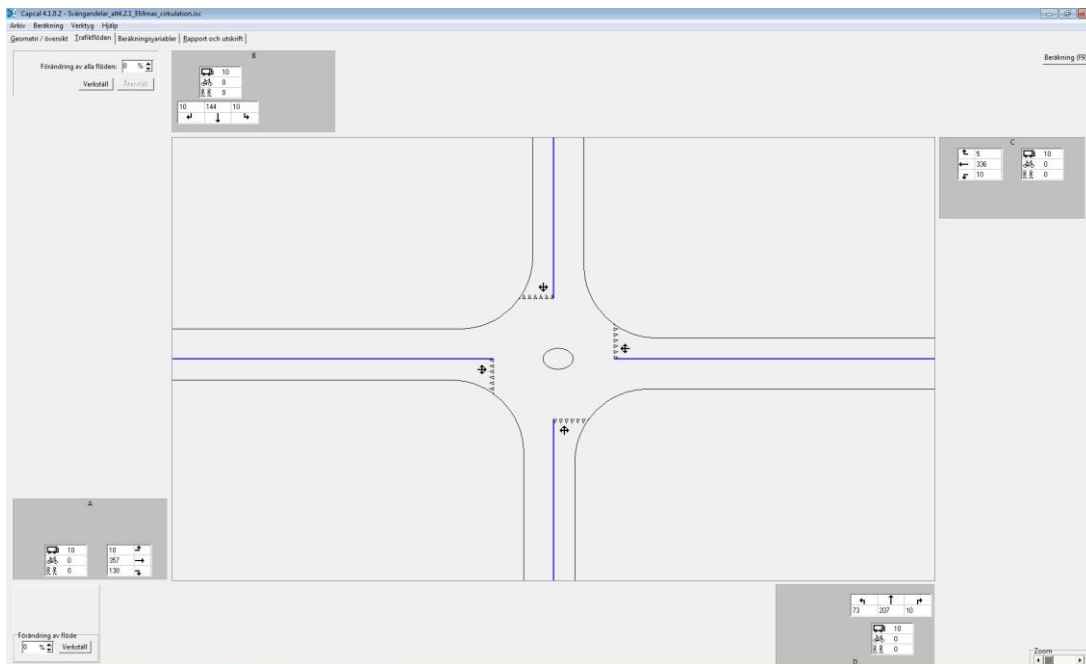 Capcal 4.1.0.2 - Svängandelar_alt4.2.1_EMmax_cirkulation.isc
Arkiv Beräkning Verktyg Hjälp
Geometri / översikt Trafikflöden Beräkningsvariabler Rapport och utskrift
Förändring av alla flöden: 0 %
Verkställ Återställ
B
10
0
0
10 144 10
Beräkning (F9)
C
5 10
336 0
10 0
A
10 10
0 357
0 138
73 207 10
10
0
0
D
Förändring av flöde
0 % Verkställ
Zoom